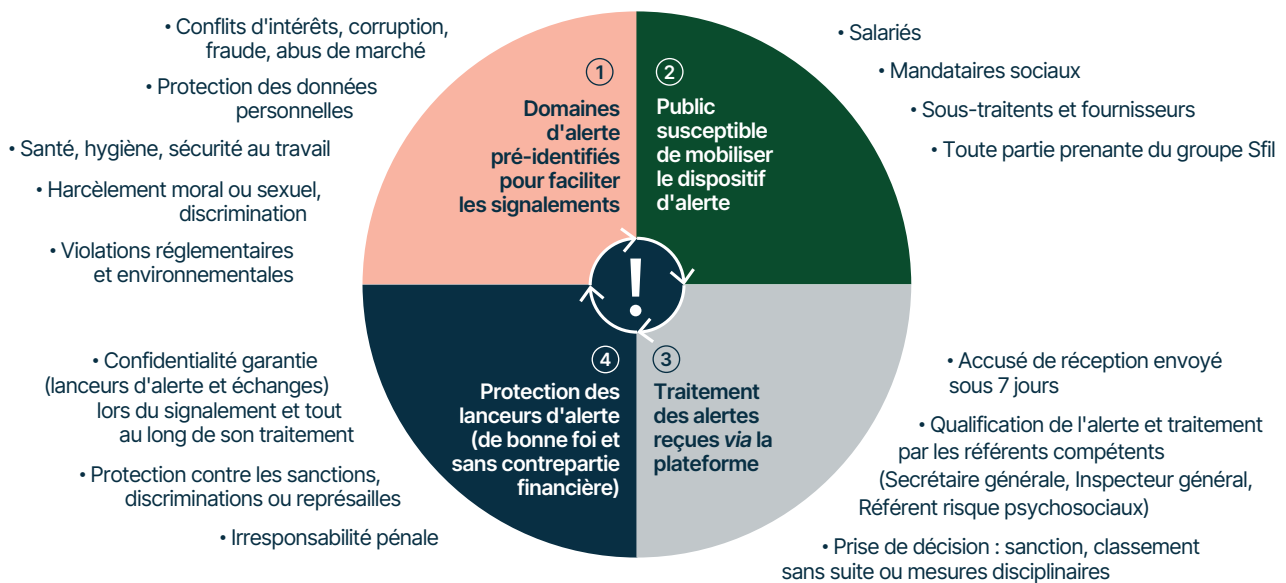 • Conflits d'intérêts, corruption,
fraude, abus de marché
• Protection des données
personnelles
• Santé, hygiène, sécurité au travail
• Harcèlement moral ou sexuel,
discrimination
• Violations réglementaires
et environnementales
1
Domaines
d'alerte
pré-identifiés
pour faciliter
les signalements
2
Public
susceptible
de mobiliser
le dispositif
d'alerte
• Salariés
• Mandataires sociaux
• Sous-traitents et fournisseurs
• Toute partie prenante du groupe Sfil
!
• Confidentialité garantie
(lanceurs d'alerte et échanges)
lors du signalement et tout
au long de son traitement
• Protection contre les sanctions,
discriminations ou représailles
• Irresponsabilité pénale
4
Protection des
lanceurs d'alerte
(de bonne foi et
sans contrepartie
financière)
3
Traitement
des alertes
reçues via la
plateforme
• Accusé de réception envoyé
sous 7 jours
• Qualification de l'alerte et traitement
par les référents compétents
(Secrétaire générale, Inspecteur général,
Référent risque psychosociaux)
• Prise de décision : sanction, classement
sans suite ou mesures disciplinaires